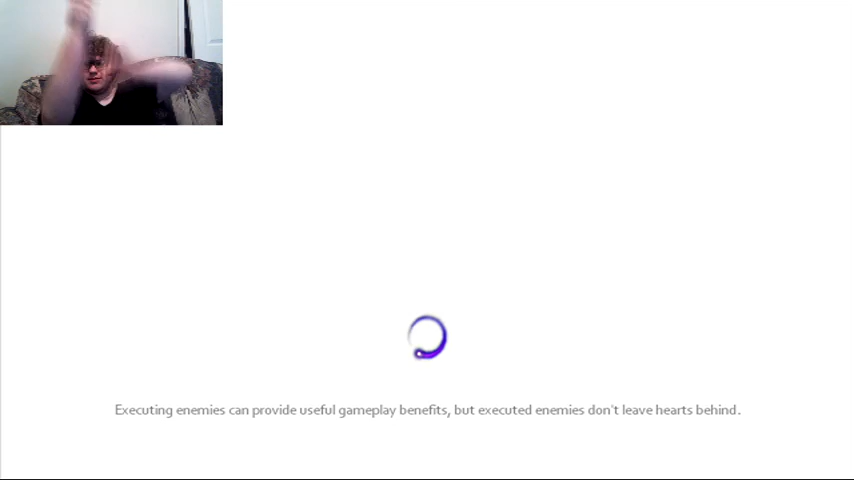 Executing enemies can provide useful gameplay benefits, but executed enemies don't leave hearts behind.